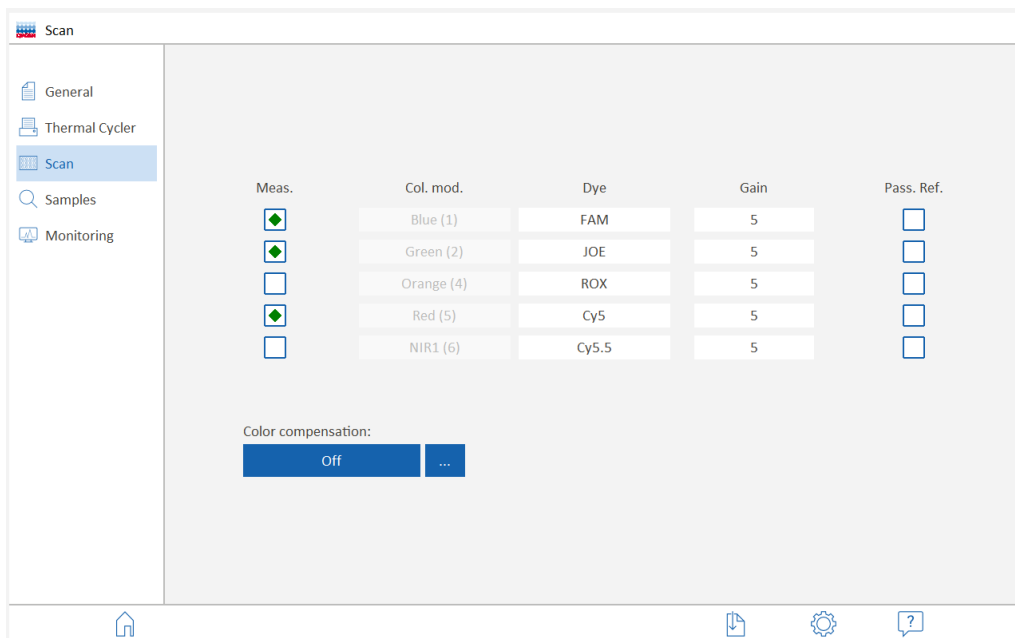 Scan
General
Thermal Cycler
Scan
Samples
Monitoring
Meas. Col. mod. Dye Gain Pass. Ref.
Blue (1) FAM 5
Green (2) JOE 5
Orange (4) ROX 5
Red (5) Cy5 5
NIR1 (6) Cy5.5 5
Color compensation:
Off ...
?